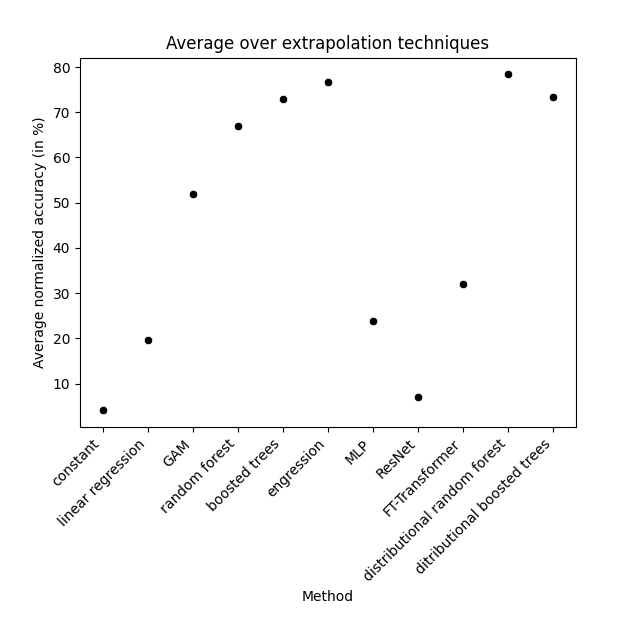 Average over extrapolation techniques
Average normalized accuracy (in %)
80
70
60
50
40
30
20
10
constant
linear regression
GAM
random forest
boosted trees
engression
MLP
ResNet
FT-Transformer
distributional random forest
ditributional boosted trees
Method